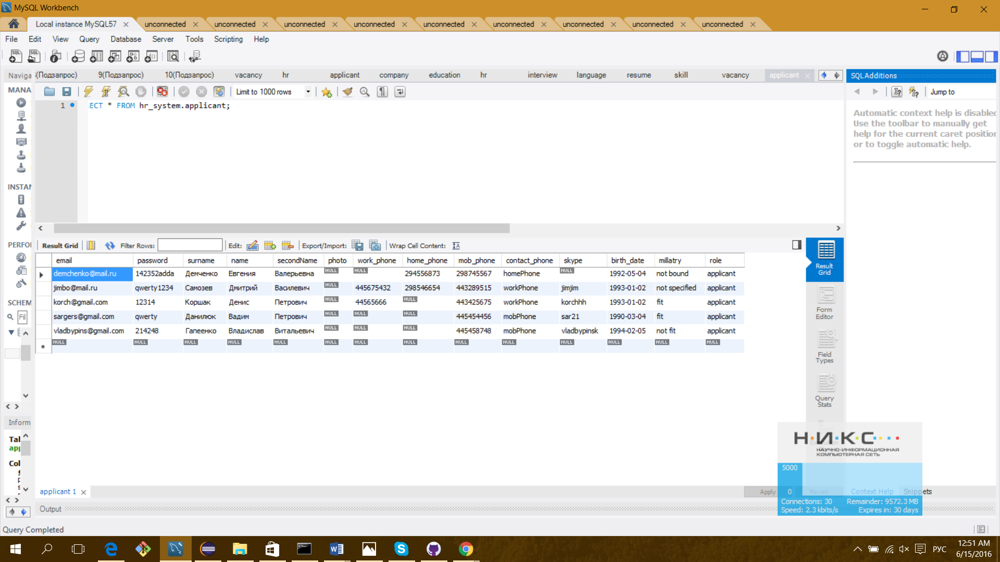 MySQL Workbench
Local instance MySQL57 unconnected unconnected unconnected unconnected unconnected unconnected unconnected unconnected unconnected
File Edit View Query Database Server Tools Scripting Help
(Подзапрос) 9(Подзапрос) 10(Подзапрос) vacancy hr applicant company education hr interview language resume skill vacancy applicant
Naviga
MANA
INSTAN
PERFO
SCHEM
Fil
Inform
Tal
app
Col
Limit to 1000 rows
1 ECT * FROM hr_system.applicant;
SQLAdditions
Jump to
Automatic context help is disabled
Use the toolbar to manually get
help for the current caret position
or to toggle automatic help.
Result Grid Filter Rows: Edit: Export/Import: Wrap Cell Content:
email password surname name secondName photo work_phone home_phone mob_phone contact_phone skype birth_date millatry role
demchenko@mail.ru 142352adda Демченко Евгения Валерьевна NULL NULL 294556873 298745567 homePhone NULL 1992-05-04 not bound applicant
jimbo@mail.ru qwerty1234 Самозев Дмитрий Василевич NULL 445675432 298546654 443289515 workPhone jimjim 1993-01-02 not specified applicant
korch@gmail.com 12314 Коршак Денис Петрович NULL 44565666 NULL 443425675 workPhone korchhh 1993-01-02 fit applicant
sargers@gmail.com qwerty Данилюк Вадим Петрович NULL NULL NULL 445454456 mobPhone sar21 1990-03-04 fit applicant
vladbypins@gmail.com 214248 Гапеенко Владислав Витальевич NULL NULL NULL 445458748 mobPhone vladbypinsk 1994-02-05 not fit applicant
* NULL NULL NULL NULL NULL NULL NULL NULL NULL NULL NULL NULL NULL NULL
Result
Grid
Form
Editor
Field
Types
Query
Stats
Н·И·К·С
НАУЧНО-ИНФОРМАЦИОННАЯ
КОМПЬЮТЕРНАЯ СЕТЬ
5000
0
Connections: 30 Remainder: 9572.3 MB
Speed: 2.3 kbits/s Expires in: 30 days
applicant 1
Apply Revert
Context Help Snippets
Output
Query Completed
РУС
12:51 AM
6/15/2016